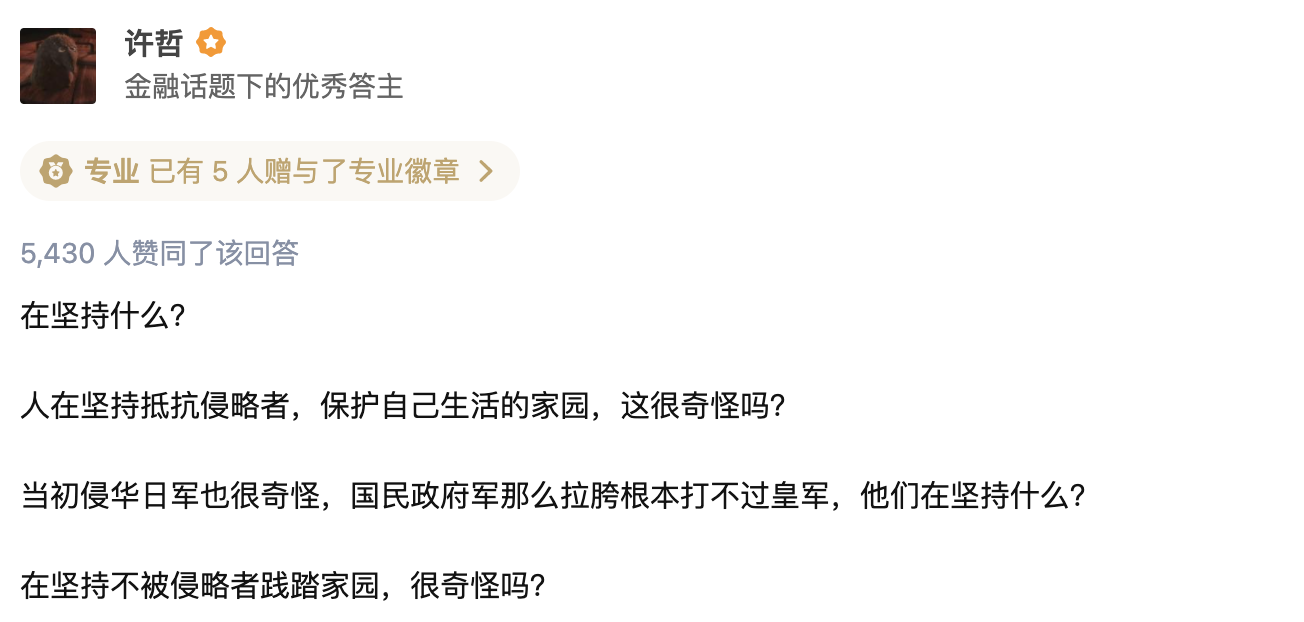 许哲
金融话题下的优秀答主
专业 已有 5 人赠与了专业徽章
5,430 人赞同了该回答
在坚持什么?
人在坚持抵抗侵略者，保护自己生活的家园，这很奇怪吗?
当初侵华日军也很奇怪，国民政府军那么拉胯根本打不过皇军，他们在坚持什么?
在坚持不被侵略者践踏家园，很奇怪吗?